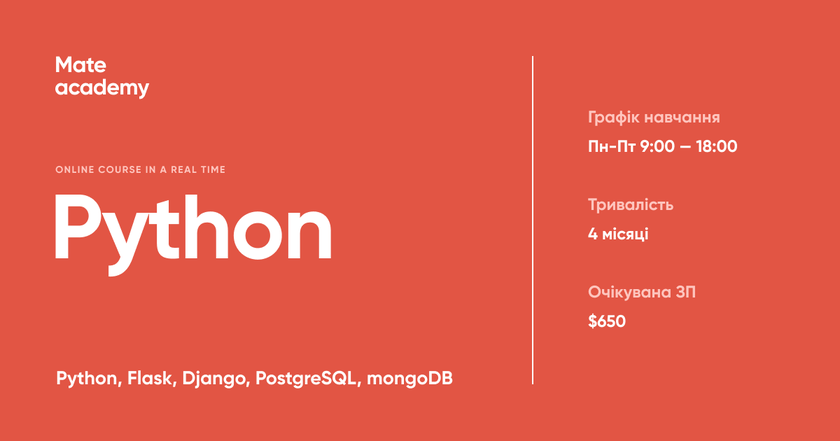 Mate
academy
ONLINE COURSE IN A REAL TIME
Python
Python, Flask, Django, PostgreSQL, mongoDB
Графік навчання
Пн-Пт 9:00 — 18:00
Тривалість
4 місяці
Очікувана ЗП
$650